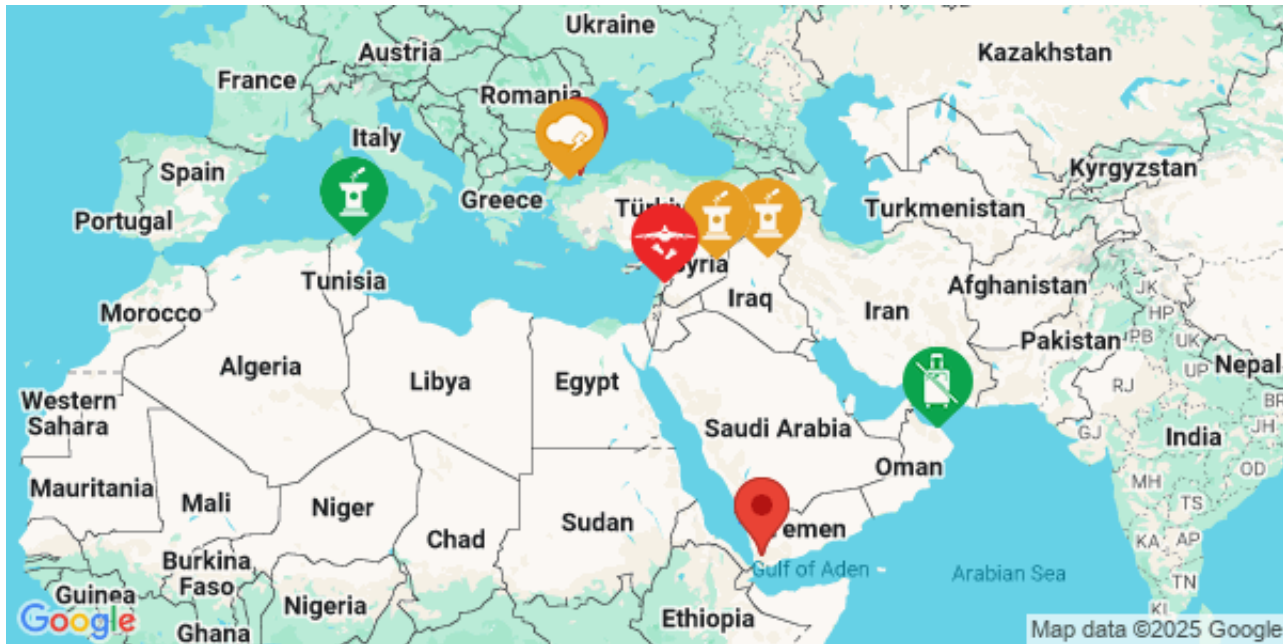 Ukraine
Kazakhstan
Austria
France
Romania
Italy
Kyrgyzstan
Spain
Greece
Portugal
Turkmenistan
Tunisia
Syria
Afghanistan
JK
Morocco
Iraq
Iran
HP
PB
UK
Pakistan
Algeria
Libya
Egypt
UP
Nepal
RJ
BR
Western
Sahara
Saudi Arabia
GJ
India
JH
Oman
OD
Mauritania
Mali
Niger
Chad
Sudan
Yemen
MH
TS
KA
AP
Burkina
Faso
Gulf of Aden
Arabian Sea
TN
Guinea
Nigeria
Ethiopia
KL
Ghana
Google
Map data ©2025 Google